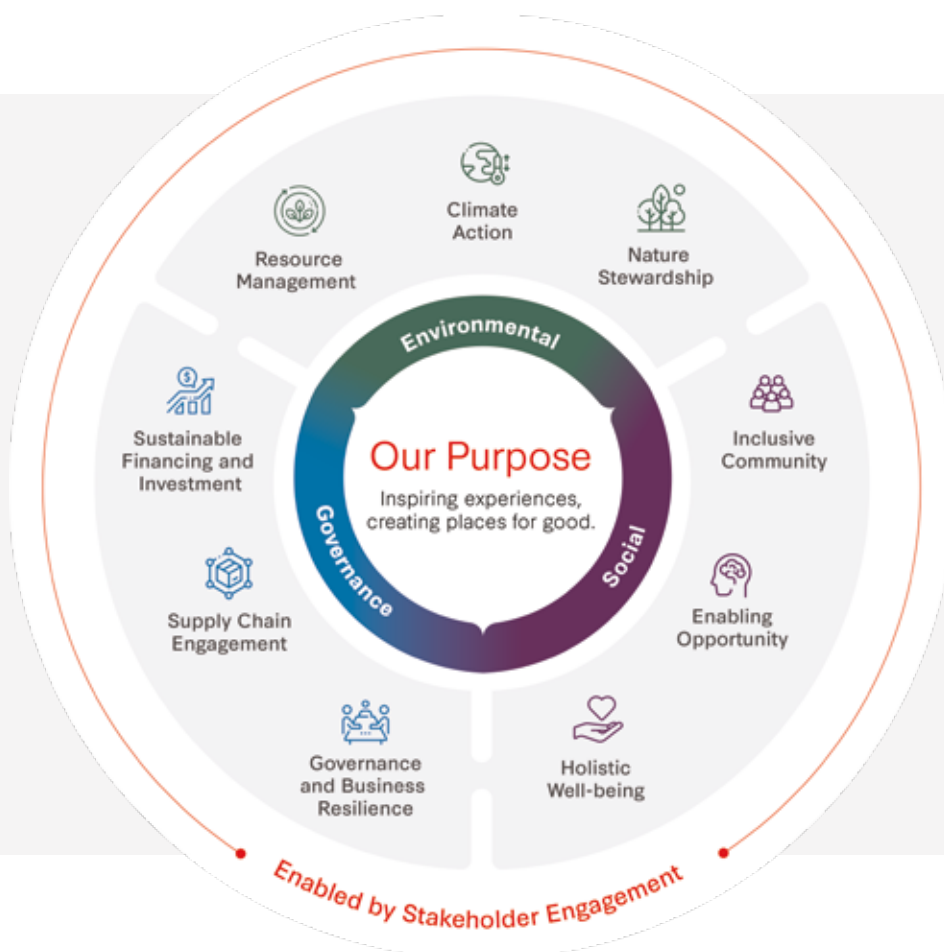 Climate
Action
Resource
Management
Nature
Stewardship
Environmental
Sustainable
Financing and
Investment
Inclusive
Community
Our Purpose
Inspiring experiences,
creating places for good.
Governance
Social
Supply Chain
Engagement
Enabling
Opportunity
Governance
and Business
Resilience
Holistic
Well-being
Enabled by Stakeholder Engagement